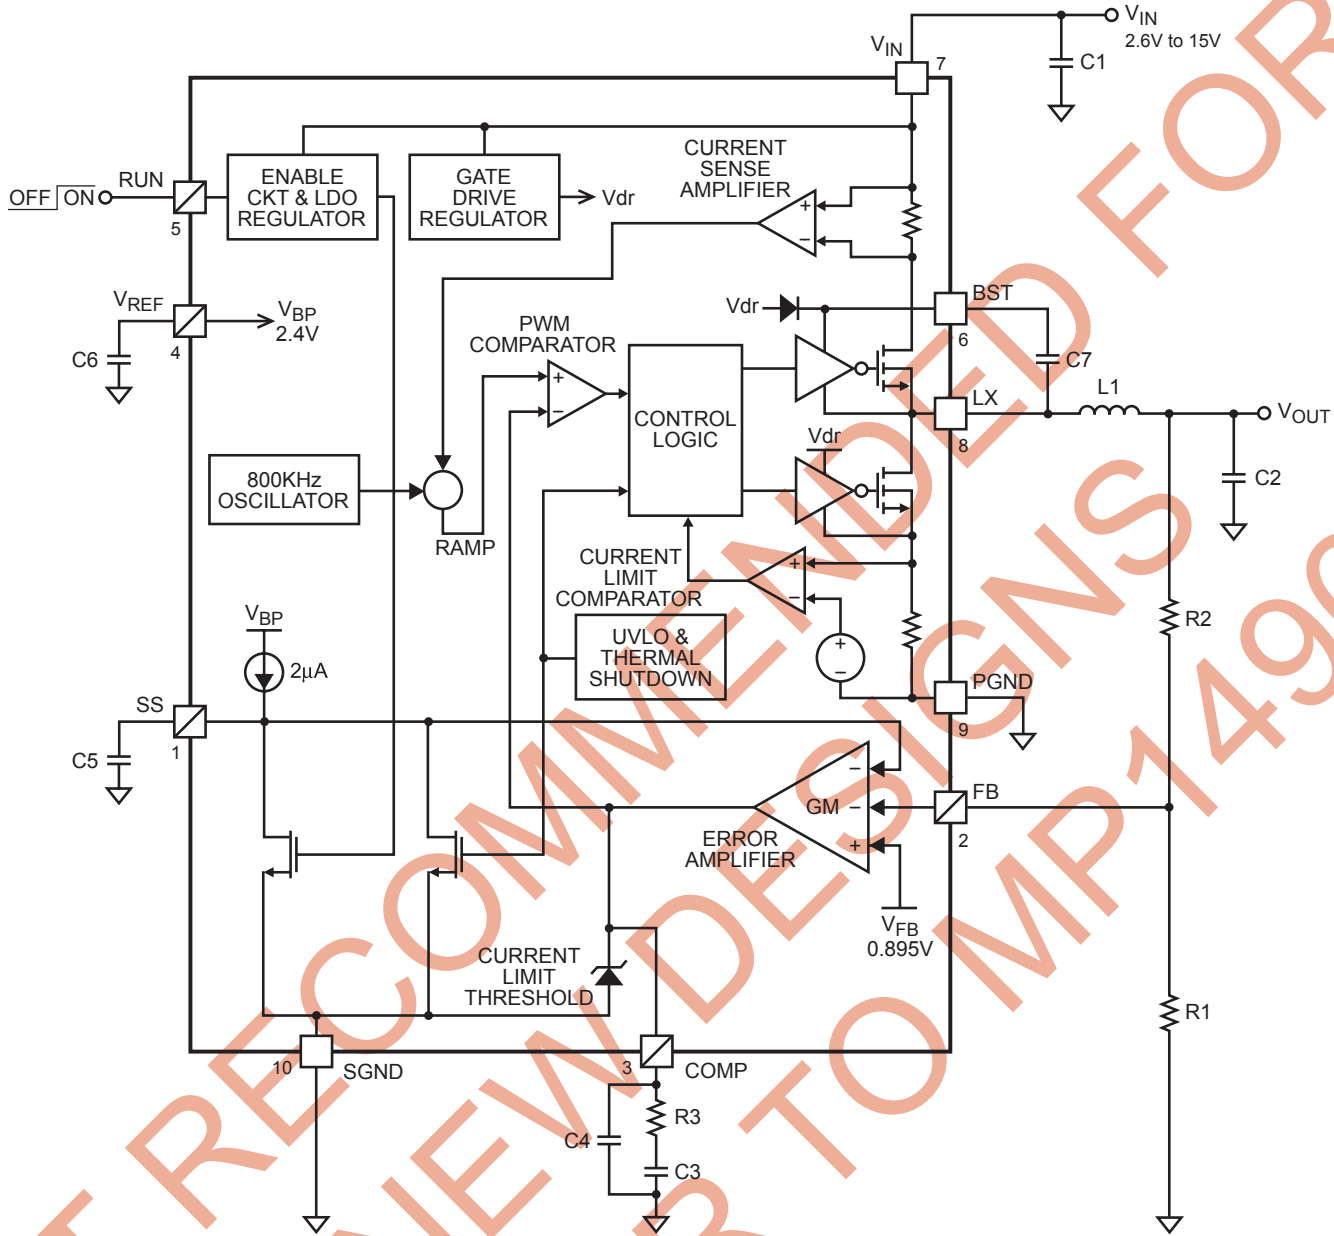 VIN
2.6V to 15V
VIN
7
C1
CURRENT
SENSE
AMPLIFIER
OFF ON
RUN
5
ENABLE
CKT & LDO
REGULATOR
GATE
DRIVE
REGULATOR
Vdr
+
−
VREF
4
VBP
2.4V
C6
Vdr
BST
6
C7
PWM
COMPARATOR
+
−
CONTROL
LOGIC
LX
8
L1
VOUT
C2
Vdr
800KHz
OSCILLATOR
RAMP
CURRENT
LIMIT
COMPARATOR
+
−
UVLO &
THERMAL
SHUTDOWN
+
−
R2
VBP
2µA
SS
1
C5
PGND
9
−
GM −
+
ERROR
AMPLIFIER
FB
2
VFB
0.895V
CURRENT
LIMIT
THRESHOLD
R1
10
SGND
3
COMP
C4
R3
C3
RECOMMENDED FOR
NEW DESIGNS
TO MP149